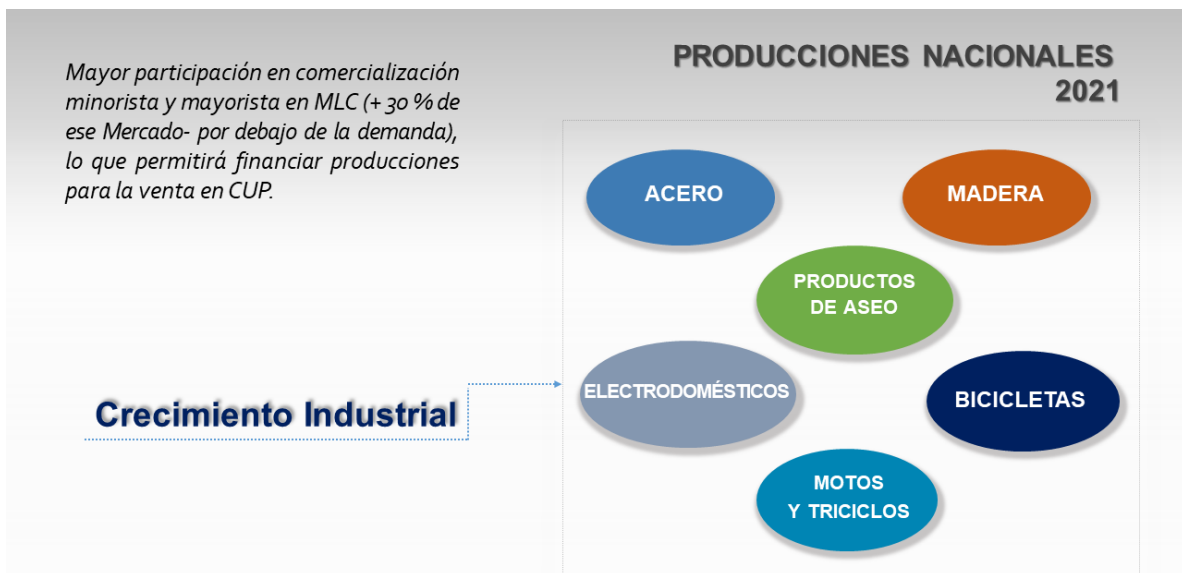 Mayor participación en comercialización
minorista y mayorista en MLC (+ 30 % de
ese Mercado- por debajo de la demanda),
lo que permitirá financiar producciones
para la venta en CUP.
Crecimiento Industrial
PRODUCCIONES NACIONALES
2021
ACERO
MADERA
PRODUCTOS
DE ASEO
ELECTRODOMÉSTICOS
BICICLETAS
MOTOS
Y TRICICLOS